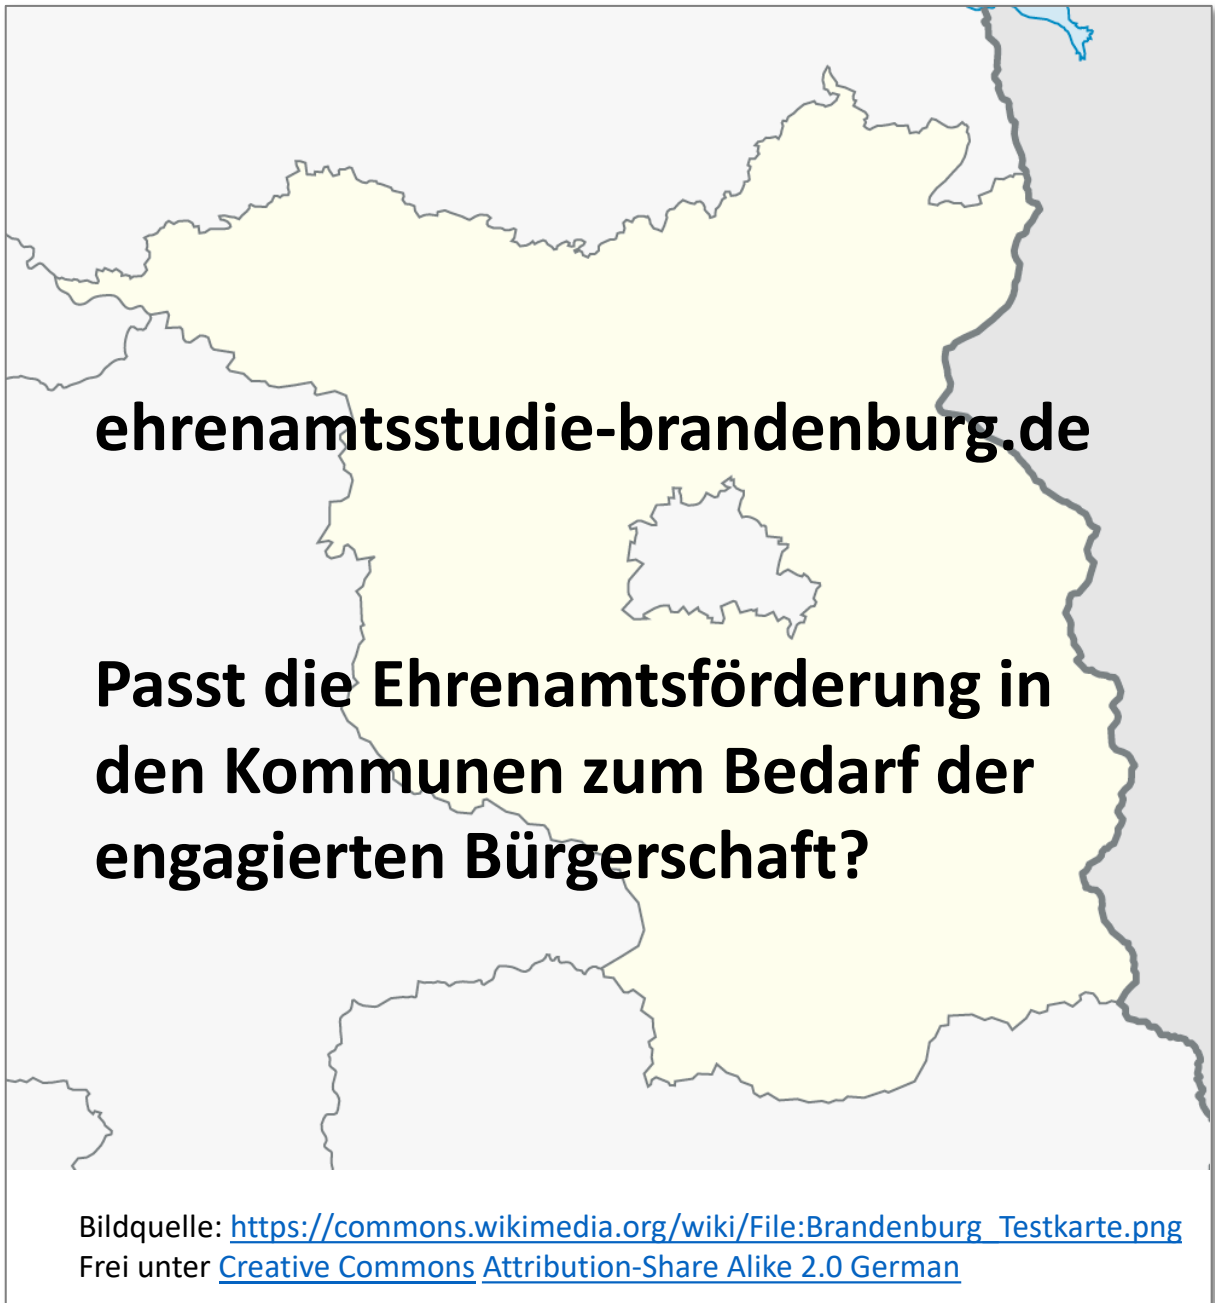 ehrenamtsstudie-brandenburg.de
Passt die Ehrenamtsförderung in
den Kommunen zum Bedarf der
engagierten Bürgerschaft?
Bildquelle: https://commons.wikimedia.org/wiki/File:Brandenburg_Testkarte.png
Frei unter Creative Commons Attribution-Share Alike 2.0 German